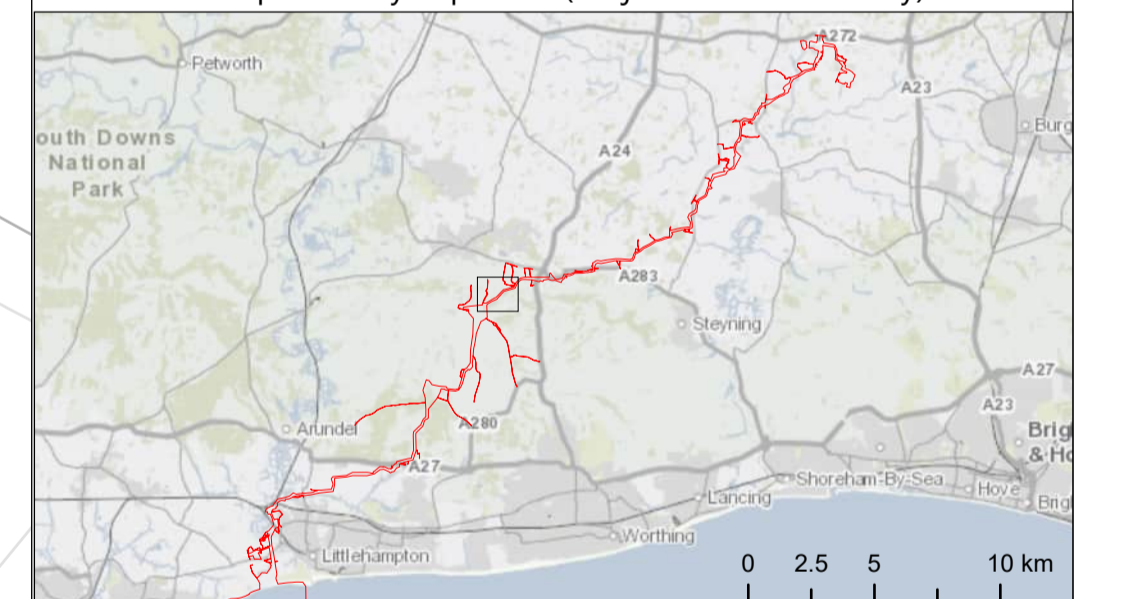 A272
Petworth
A23
Burg
outh Downs
National
Park
A24
A283
Steyning
A27
A23
Arundel
A280
Brig
& Ho
A27
Shoreham-By-Sea
Hove
Lancing
Brig
Worthing
Littlehampton
0 2.5 5 10 km